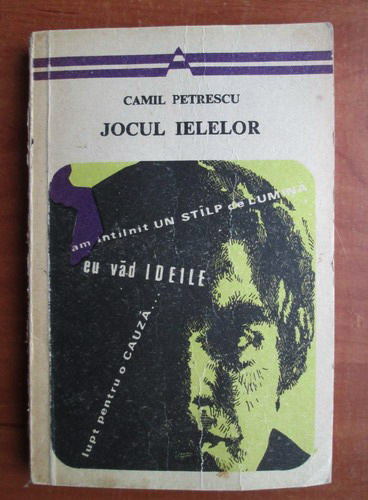 CAMIL PETRESCU
JOCUL IELELOR
am întîlnit UN STÎLP de LUMINĂ
eu văd IDEILE
lupt pentru o CAUZĂ...